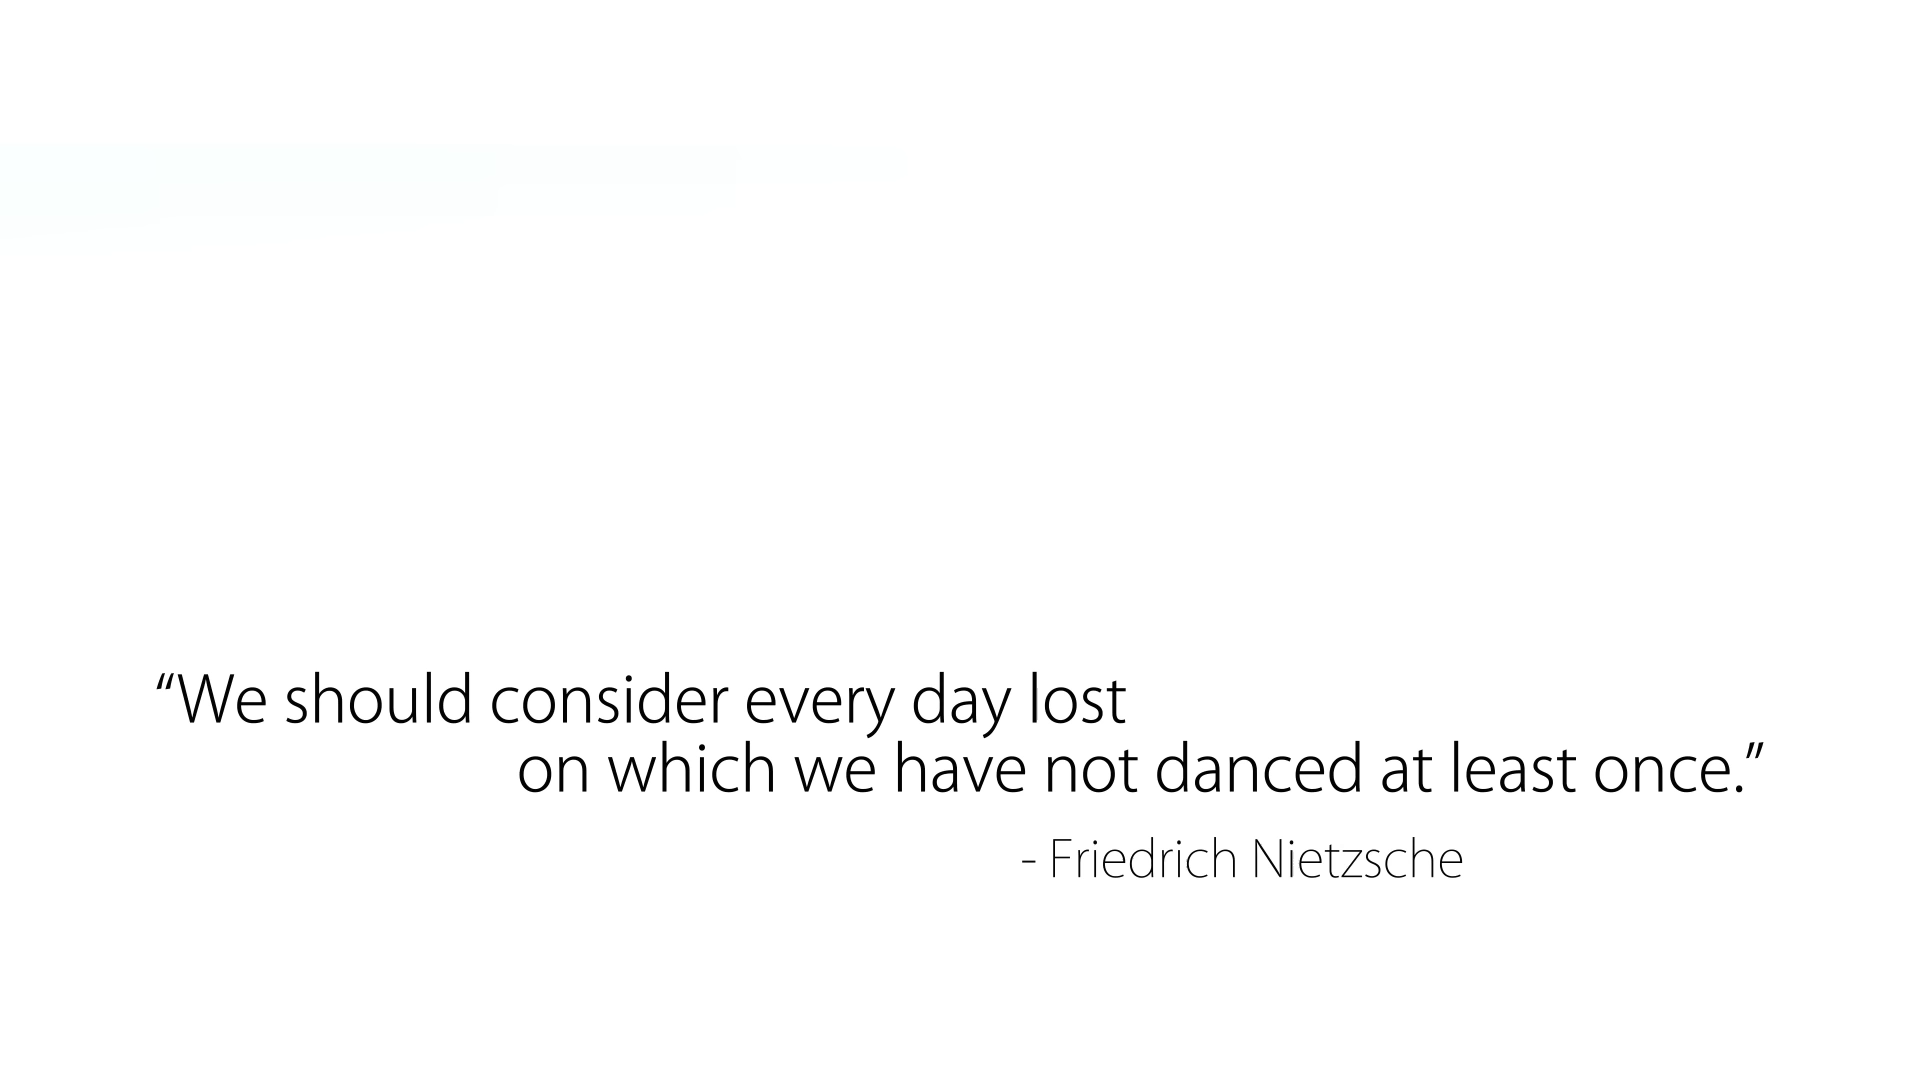 “We should consider every day lost
on which we have not danced at least once.”
- Friedrich Nietzsche